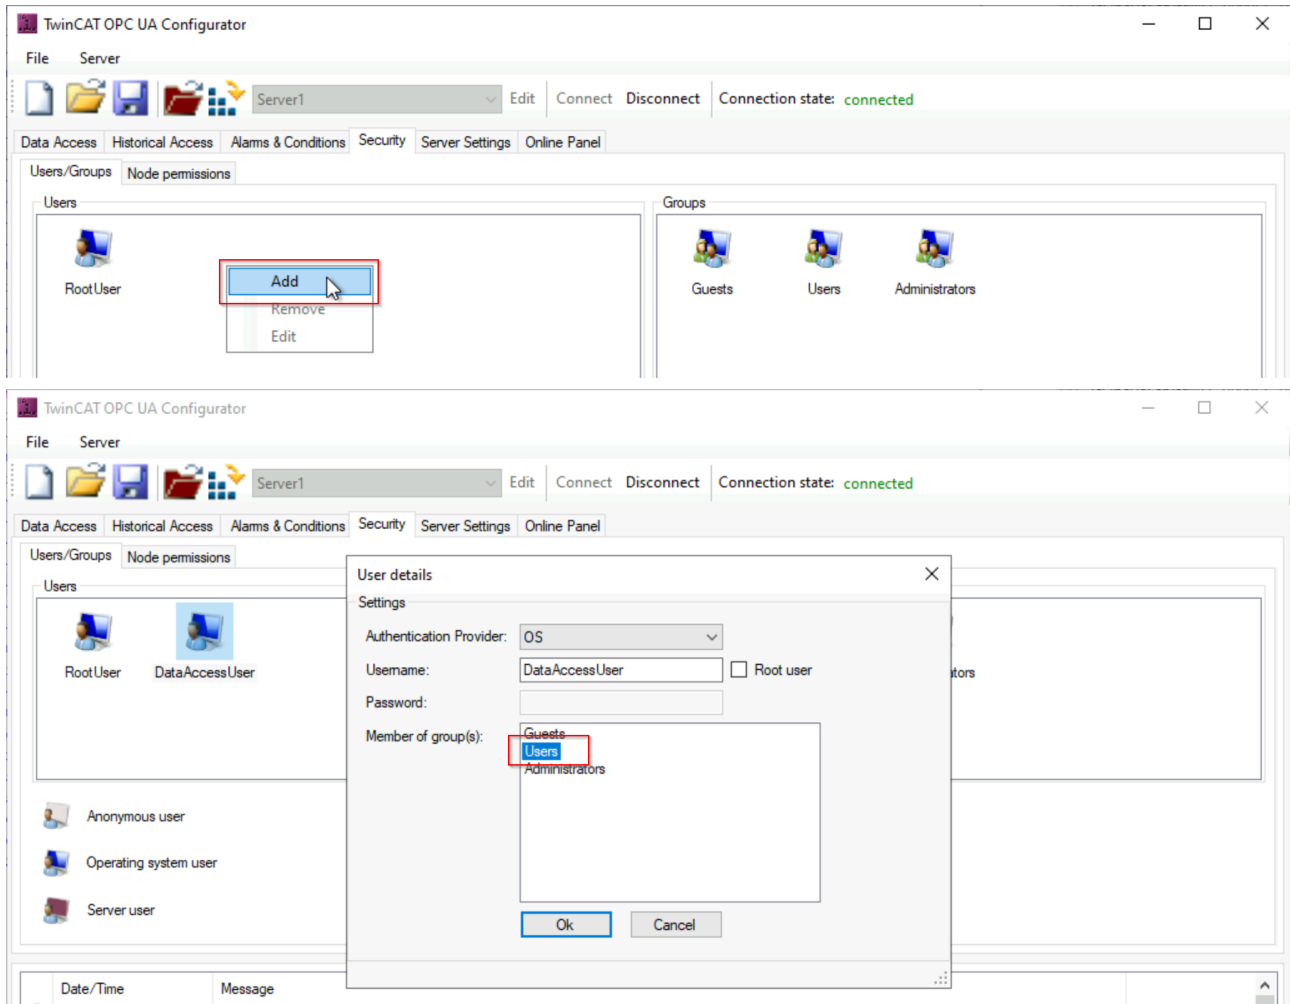 TwinCAT OPC UA Configurator
File Server
Server1 Edit Connect Disconnect Connection state: connected
Data Access Historical Access Alarms & Conditions Security Server Settings Online Panel
Users/Groups Node permissions
Users Groups
Add
RootUser Guests Users Administrators
Remove
Edit
TwinCAT OPC UA Configurator
File Server
Server1 Edit Connect Disconnect Connection state: connected
Data Access Historical Access Alarms & Conditions Security Server Settings Online Panel
Users/Groups Node permissions
Users
RootUser DataAccessUser
User details
Settings
Authentication Provider: OS
Username: DataAccessUser Root user
Password:
Member of group(s): Guests
Users
Administrators
Ok Cancel
tors
Anonymous user
Operating system user
Server user
Date/Time Message